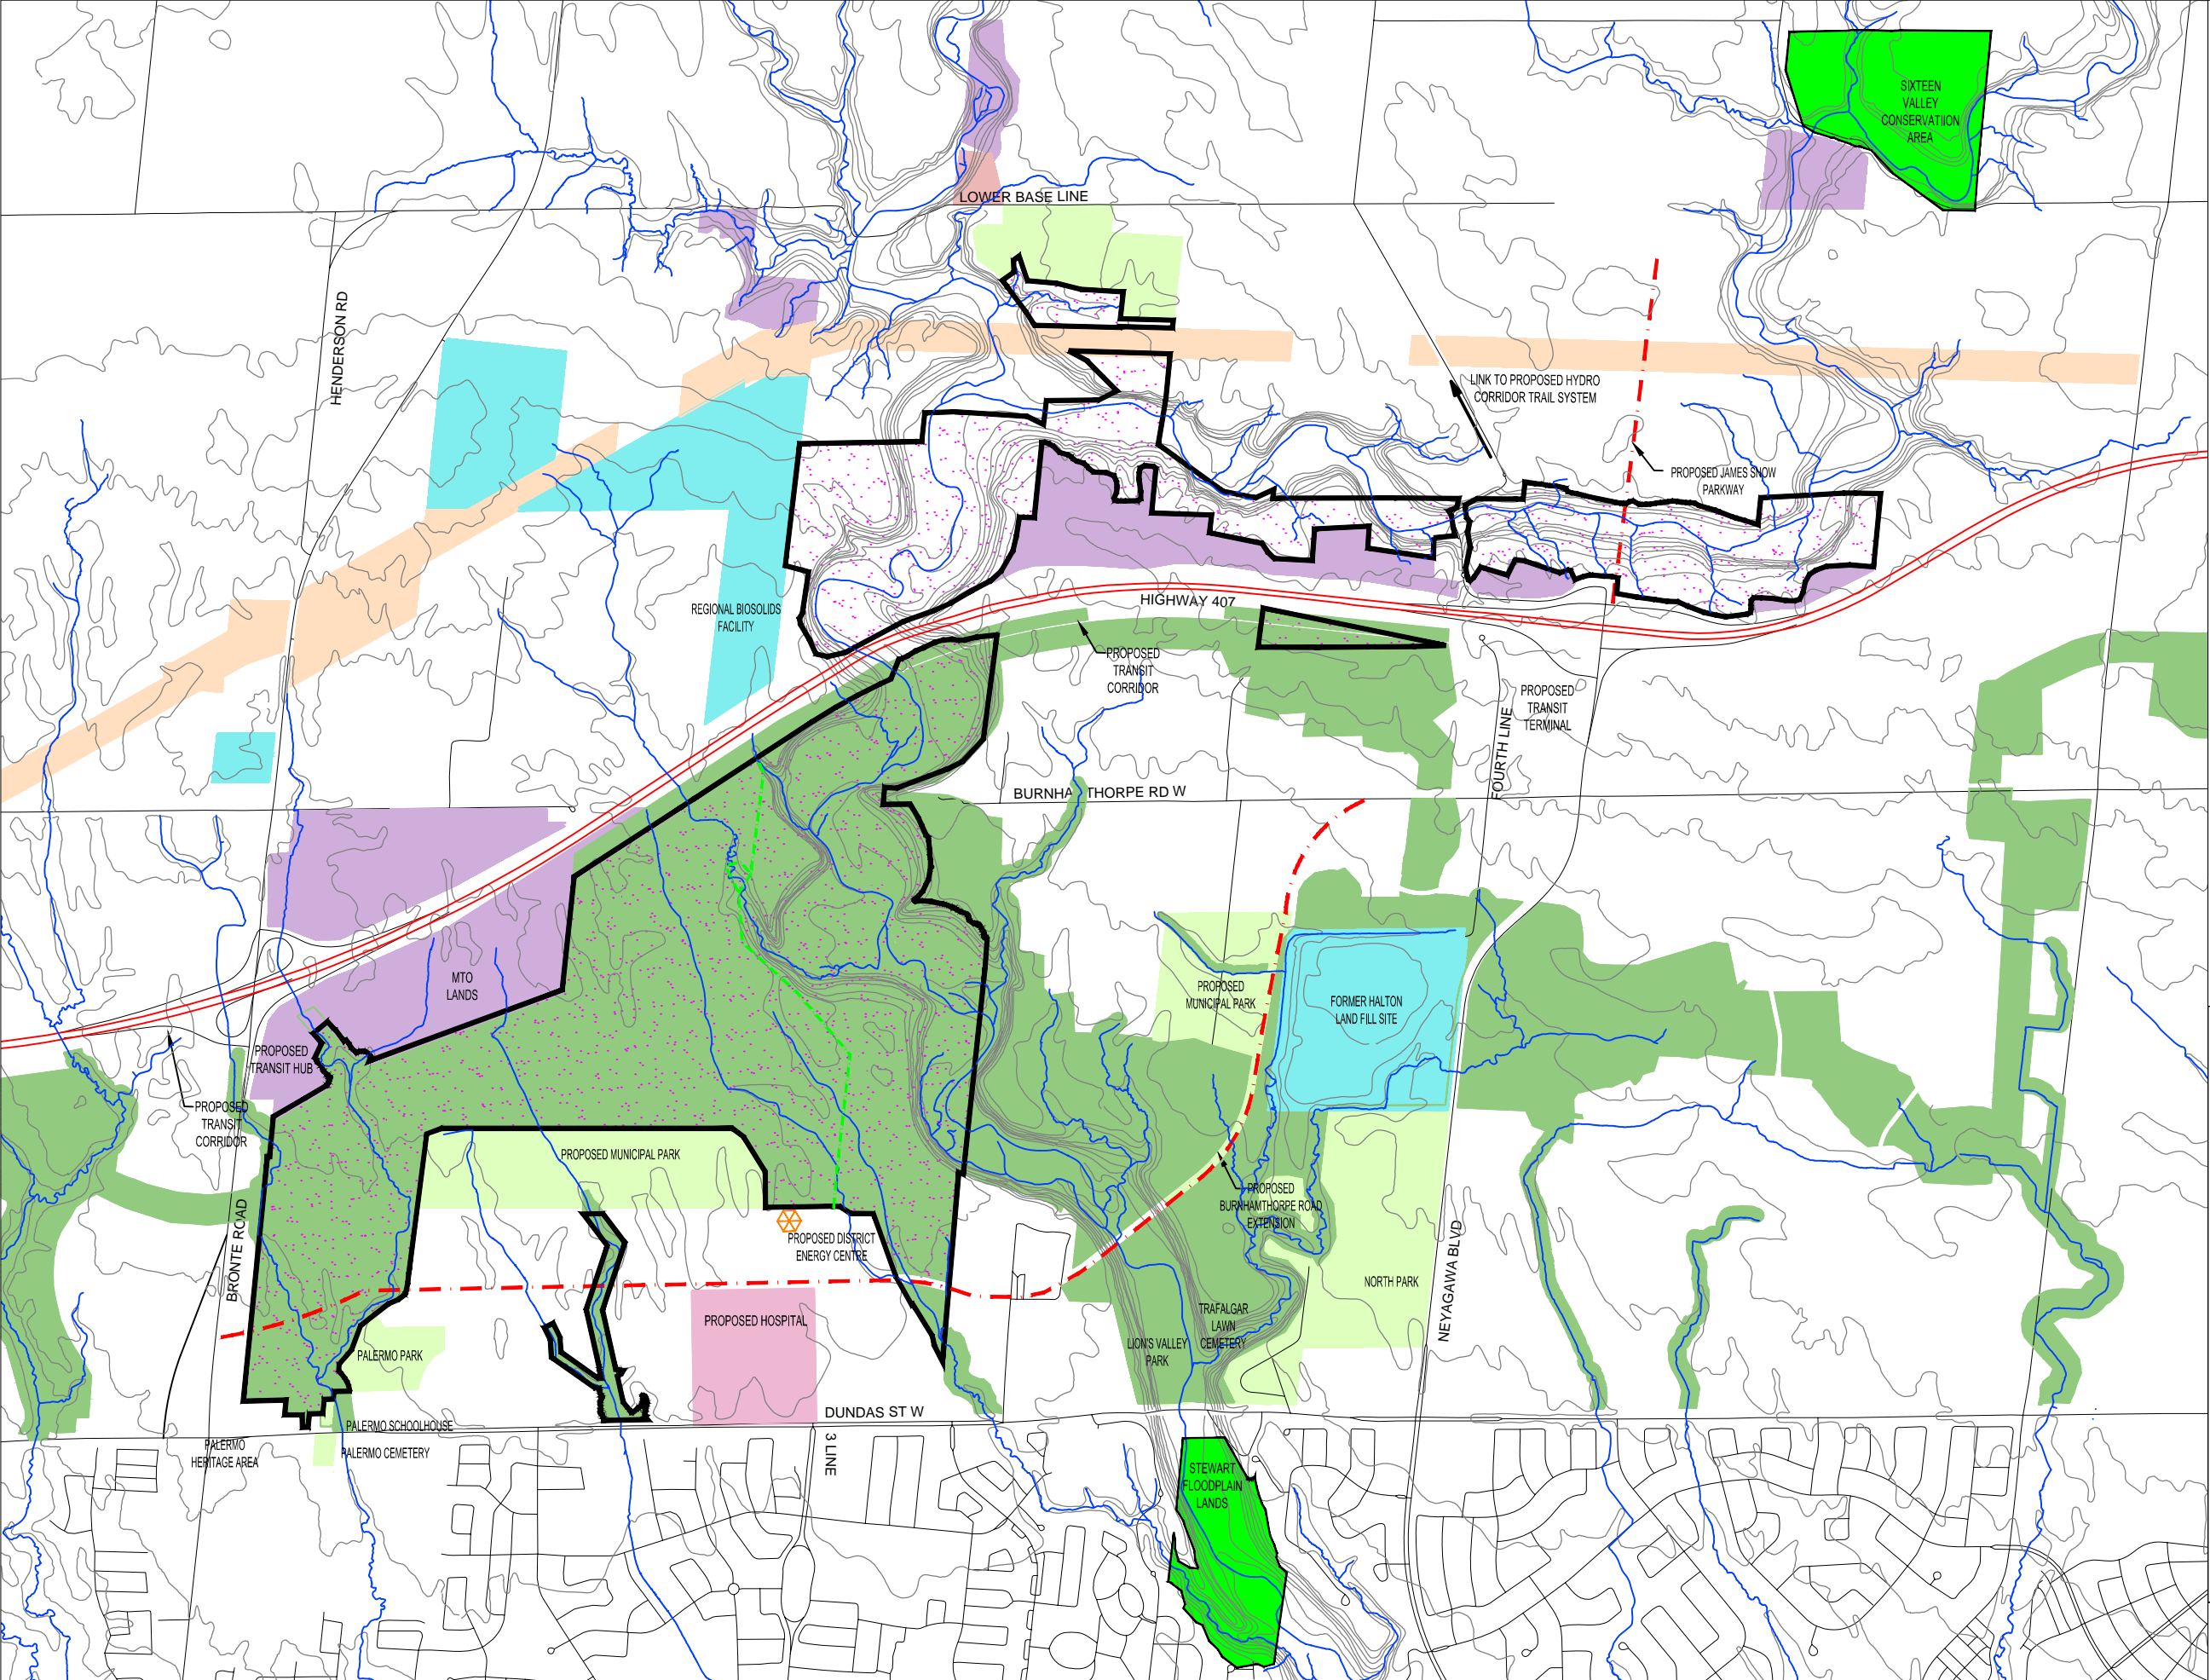 SIXTEEN
VALLEY
CONSERVATION
AREA
LOWER BASE LINE
HENDERSON RD
LINK TO PROPOSED HYDRO
CORRIDOR TRAIL SYSTEM
PROPOSED JAMES SNOW
PARKWAY
REGIONAL BIOSOLIDS
FACILITY
HIGHWAY 407
PROPOSED
TRANSIT
CORRIDOR
PROPOSED
TRANSIT
TERMINAL
FOURTH LINE
BURNHA THORPE RD W
MTO
LANDS
PROPOSED
MUNICIPAL PARK
FORMER HALTON
LAND FILL SITE
PROPOSED
TRANSIT HUB
PROPOSED
TRANSIT
CORRIDOR
PROPOSED MUNICIPAL PARK
PROPOSED
BURNHAMTHORPE ROAD
EXTENSION
BRONTE ROAD
PROPOSED DISTRICT
ENERGY CENTRE
NEYAGAWA BLVD
NORTH PARK
PROPOSED HOSPITAL
TRAFALGAR
LAWN
CEMETERY
LION'S VALLEY
PARK
PALERMO PARK
DUNDAS ST W
PALERMO SCHOOLHOUSE
PALERMO
HERITAGE AREA
PALERMO CEMETERY
3 LINE
STEWART
FLOODPLAIN
LANDS